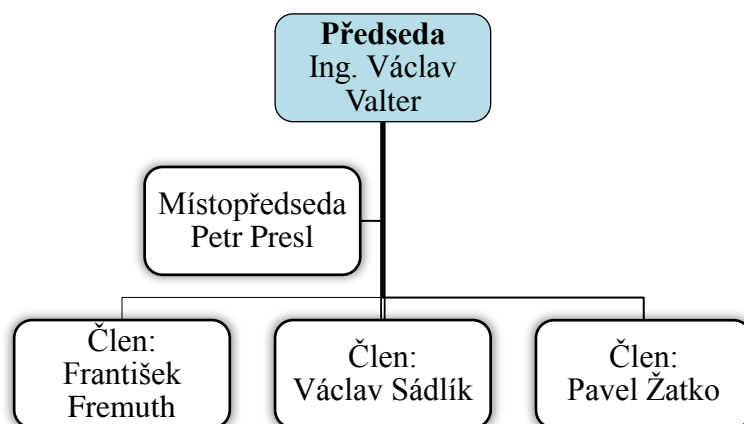 Předseda
Ing. Václav
Valter
Místopředseda
Petr Presl
Člen:
František
Fremuth
Člen:
Václav Sádlík
Člen:
Pavel Žatko